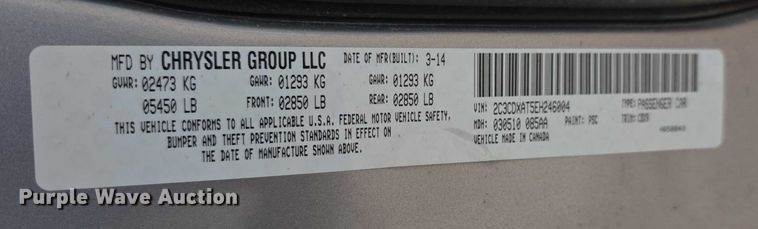 MFD BY CHRYSLER GROUP LLC DATE OF MFR(BUILT): 3-14
GVWR: 02473 KG GAWR: 01293 KG GAWR: 01293 KG
05450 LB FRONT: 02850 LB REAR: 02850 LB
THIS VEHICLE CONFORMS TO ALL APPLICABLE U.S.A. FEDERAL MOTOR VEHICLE SAFETY,
BUMPER AND THEFT PREVENTION STANDARDS IN EFFECT ON
THE DATE OF MANUFACTURE SHOWN ABOVE.
VIN: 2C3CDXAT5EH246004 TYPE: PASSENGER CAR
MDH: 030510 085AA PAINT: PSC TRIM:
VEHICLE MADE IN CANADA
Purple Wave Auction